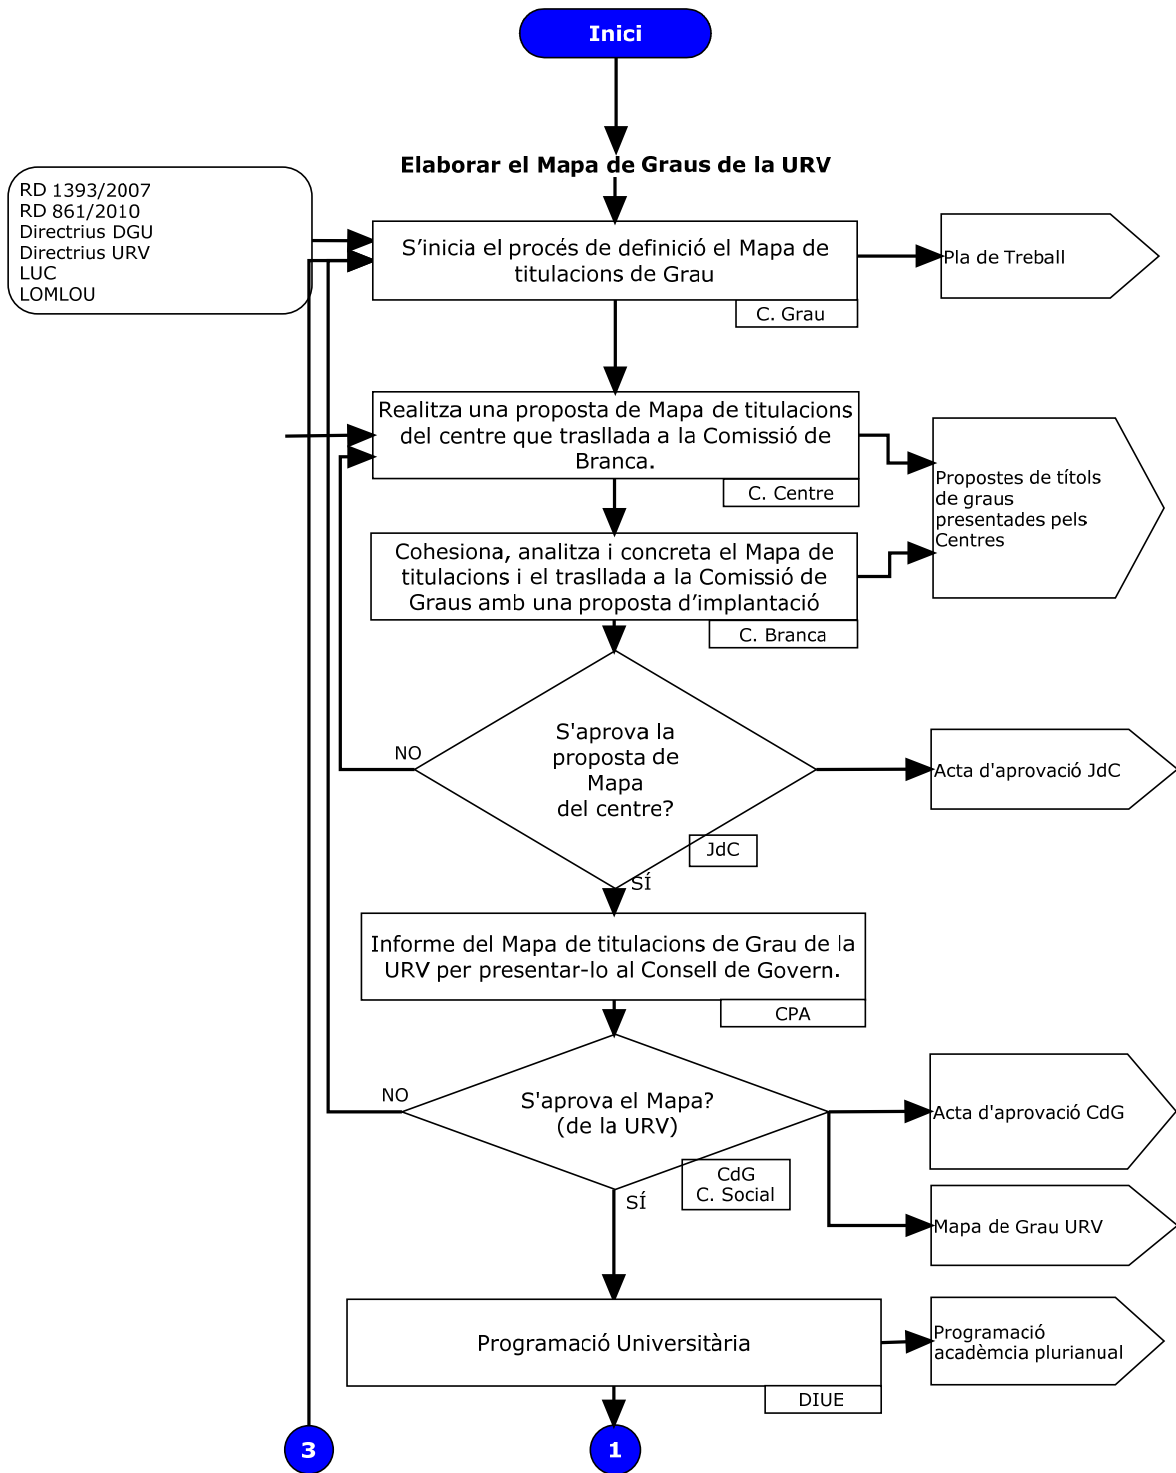 Inici
Elaborar el Mapa de Graus de la URV
RD 1393/2007
RD 861/2010
Directrius DGU
Directrius URV
LUC
LOMLOU
S'inicia el procés de definició el Mapa de
titulacions de Grau
C. Grau
Pla de Treball
Realitza una proposta de Mapa de titulacions
del centre que trasllada a la Comissió de
Branca.
C. Centre
Propostes de títols
de graus
presentades pels
Centres
Cohesiona, analitza i concreta el Mapa de
titulacions i el trasllada a la Comissió de
Graus amb una proposta d'implantació
C. Branca
S'aprova la
proposta de
Mapa
del centre?
NO
JdC
SÍ
Acta d'aprovació JdC
Informe del Mapa de titulacions de Grau de la
URV per presentar-lo al Consell de Govern.
CPA
NO
S'aprova el Mapa?
(de la URV)
CdG
C. Social
SÍ
Acta d'aprovació CdG
Mapa de Grau URV
Programació Universitària
DIUE
Programació
acadèmcia plurianual
3
1